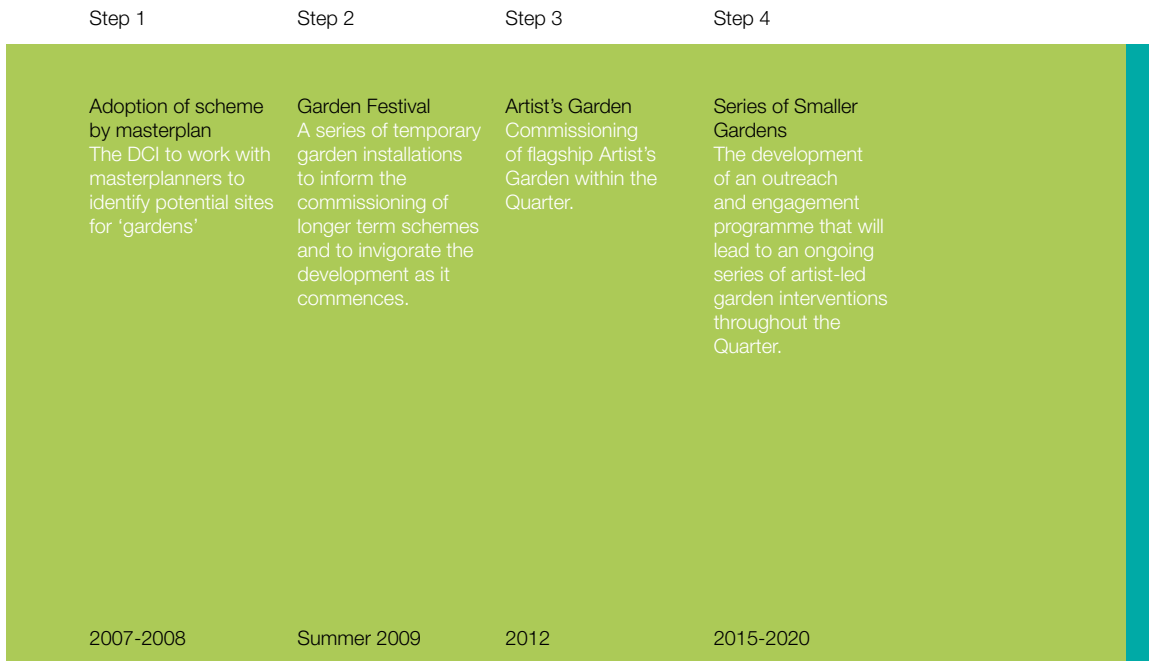 Step 1
Step 2
Step 3
Step 4
Adoption of scheme
by masterplan
The DCI to work with
masterplanners to
identify potential sites
for ‘gardens’
Garden Festival
A series of temporary
garden installations
to inform the
commissioning of
longer term schemes
and to invigorate the
development as it
commences.
Artist’s Garden
Commissioning
of flagship Artist’s
Garden within the
Quarter.
Series of Smaller
Gardens
The development
of an outreach
and engagement
programme that will
lead to an ongoing
series of artist-led
garden interventions
throughout the
Quarter.
2007-2008
Summer 2009
2012
2015-2020